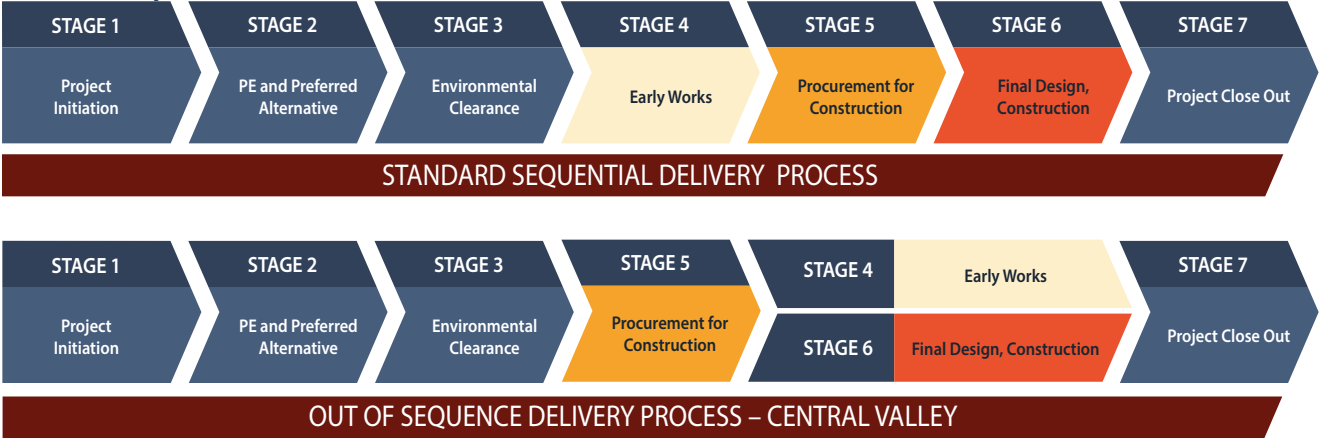 STAGE 1
STAGE 2
STAGE 3
STAGE 4
STAGE 5
STAGE 6
STAGE 7
Project
Initiation
PE and Preferred
Alternative
Environmental
Clearance
Early Works
Procurement for
Construction
Final Design,
Construction
Project Close Out
STANDARD SEQUENTIAL DELIVERY PROCESS
STAGE 1
STAGE 2
STAGE 3
STAGE 5
STAGE 4
Early Works
STAGE 7
Project
Initiation
PE and Preferred
Alternative
Environmental
Clearance
Procurement for
Construction
STAGE 6
Final Design, Construction
Project Close Out
OUT OF SEQUENCE DELIVERY PROCESS – CENTRAL VALLEY